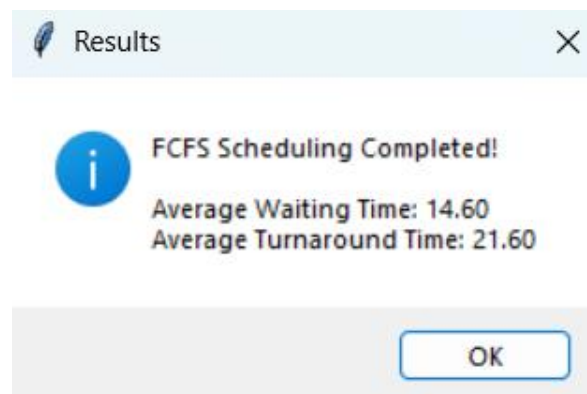 Results
FCFS Scheduling Completed!
Average Waiting Time: 14.60
Average Turnaround Time: 21.60
OK